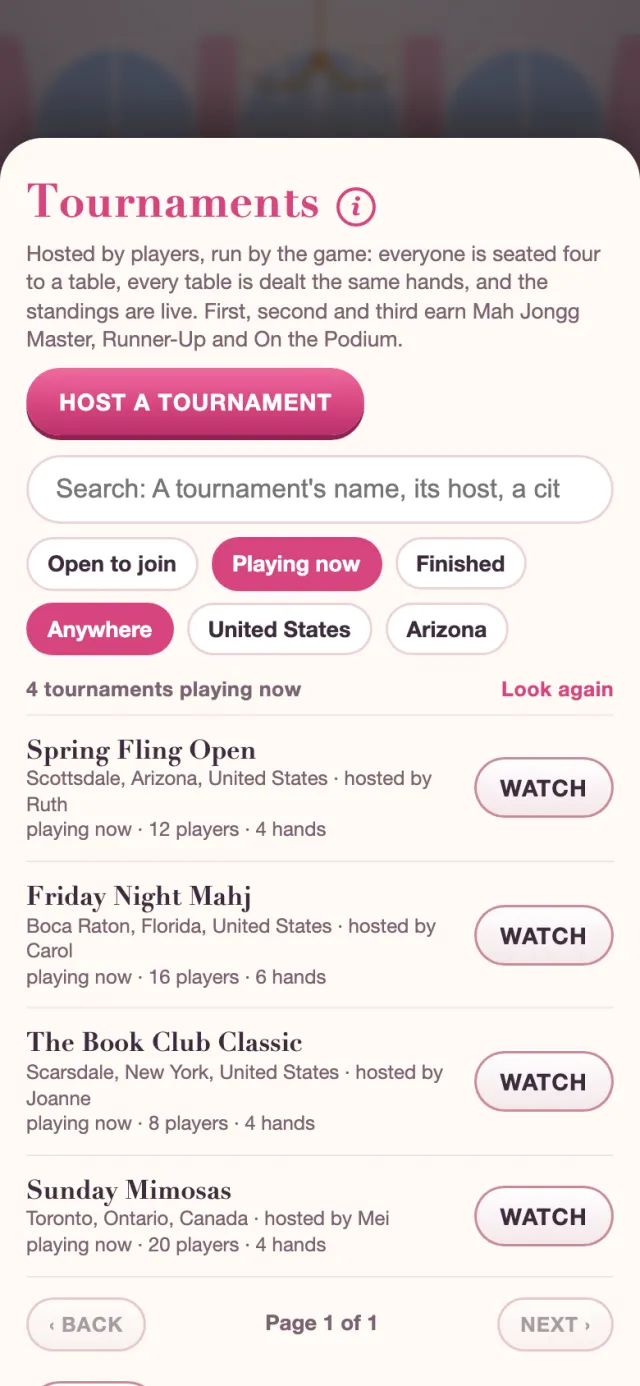 Tournaments i
Hosted by players, run by the game: everyone is seated four
to a table, every table is dealt the same hands, and the
standings are live. First, second and third earn Mah Jongg
Master, Runner-Up and On the Podium.
HOST A TOURNAMENT
Search: A tournament's name, its host, a cit
Open to join Playing now Finished
Anywhere United States Arizona
4 tournaments playing now Look again
Spring Fling Open
Scottsdale, Arizona, United States · hosted by
Ruth
playing now · 12 players · 4 hands
WATCH
Friday Night Mahj
Boca Raton, Florida, United States · hosted by
Carol
playing now · 16 players · 6 hands
WATCH
The Book Club Classic
Scarsdale, New York, United States · hosted by
Joanne
playing now · 8 players · 4 hands
WATCH
Sunday Mimosas
Toronto, Ontario, Canada · hosted by Mei
playing now · 20 players · 4 hands
WATCH
‹ BACK Page 1 of 1 NEXT ›